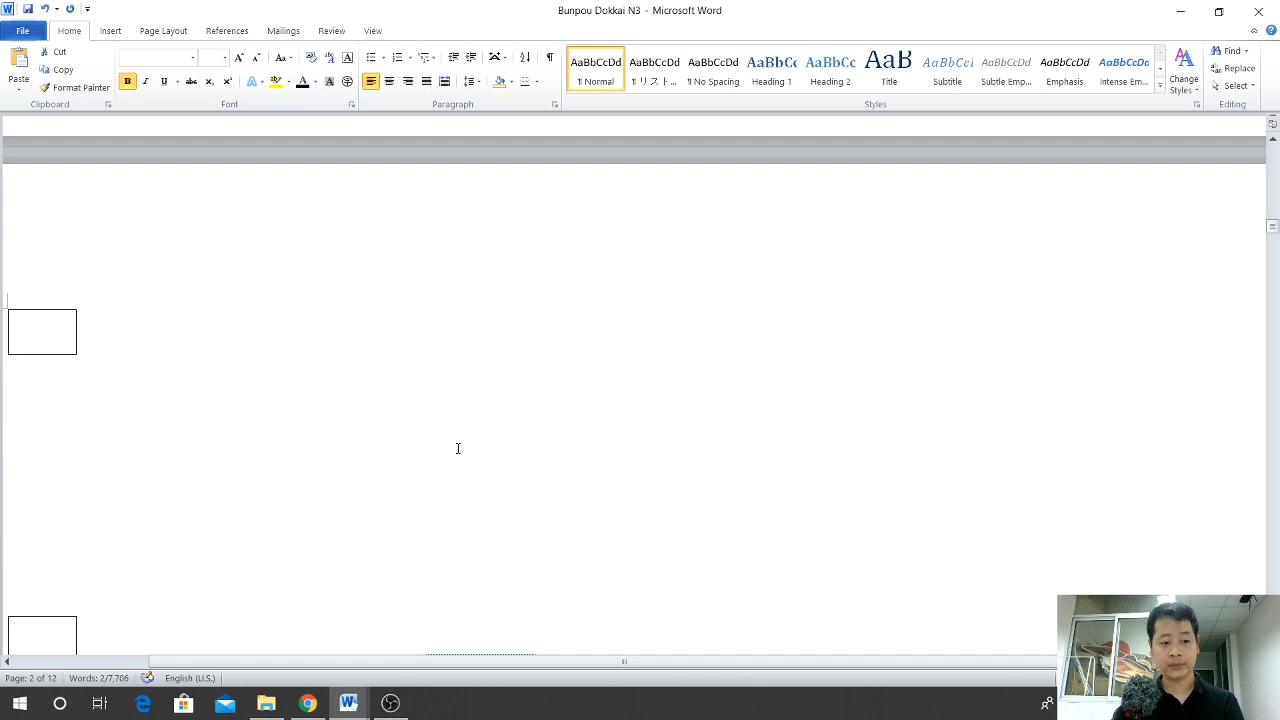 Bunpou Dokkai N3 - Microsoft Word
File Home Insert Page Layout References Mailings Review View
Cut
Copy
Format Painter
Paste
Clipboard
Font
Paragraph
AaBbCcDd AaBbCcDd AaBbCcDd AaBbCc AaBbCc AaB AaBbCcI AaBbCcDd AaBbCcDd AaBbCcDd
¶ Normal ¶ リスト... ¶ No Spacing Heading 1 Heading 2 Title Subtitle Subtle Emp... Emphasis Intense Em...
Styles
Change Styles
Find
Replace
Select
Editing
Page: 2 of 12 Words: 2/7,706 English (U.S.)